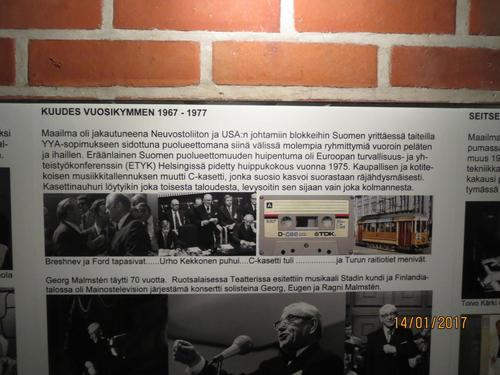 KUUDES VUOSIKYMMEN 1967 - 1977
SEITSE
Maailma oli jakautuneena Neuvostoliiton ja USA:n johtamiin blokkeihin Suomen yrittäessä taiteilla
YYA-sopimukseen sidottuna puolueettomana siinä välissä molempia ryhmittymiä vuoroin peläten
ja ihaillen. Eräänlainen Suomen puolueettomuuden huipentuma oli Euroopan turvallisuus- ja yh-
teistyökonferenssin (ETYK) Helsingissä pidetty huippukokous vuonna 1975. Kaupallisen ja kotite-
koisen musiikkitallennuksen muutti C-kasetti, jonka suosio kasvoi suorastaan räjähdysmäisesti.
Kasettinauhuri löytyikin joka toisesta taloudesta, levysoitin sen sijaan vain joka kolmannesta.
D-C60
TDK
Breshnev ja Ford tapasivat......Urho Kekkonen puhui....C-kasetti tuli ..............ja Turun raitiotiet menivät.
Georg Malmstén täytti 70 vuotta. Ruotsalaisessa Teatterissa esitettiin musikaali Stadin kundi ja Finlandia-
talossa oli Mainostelevision järjestämä konsertti solisteina Georg, Eugen ja Ragni Malmstén.
Toivo Kärki
14/01/2017